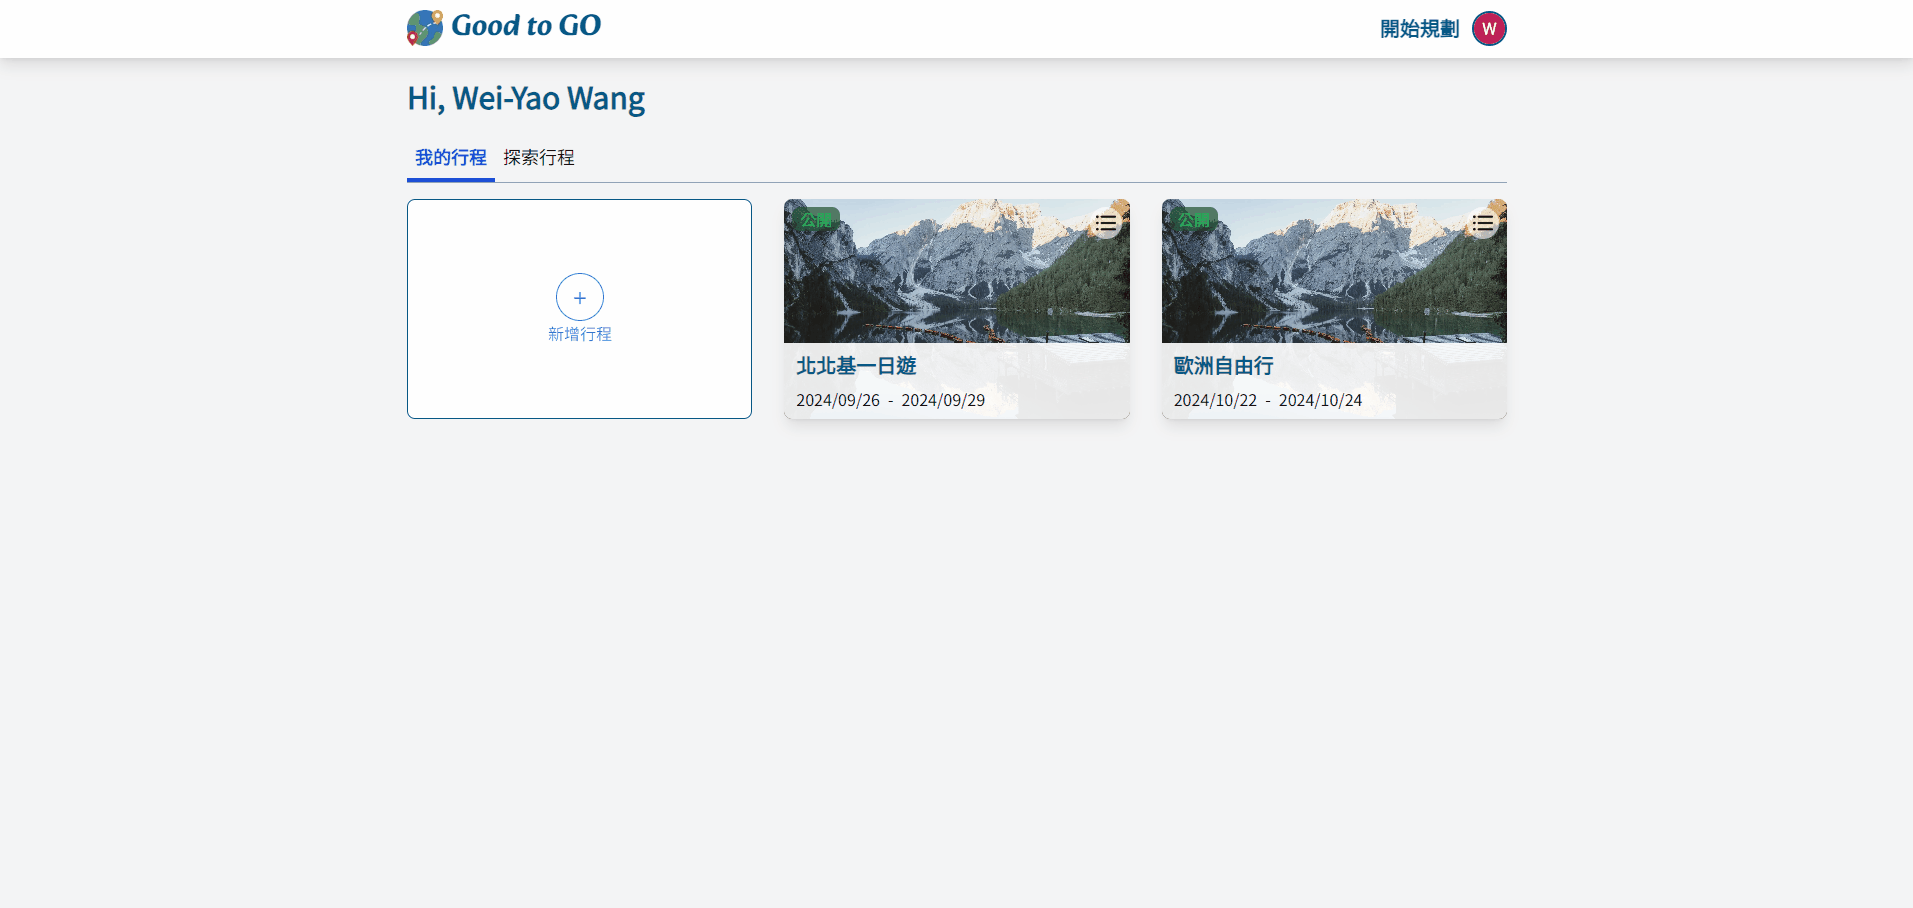 Good to GO
開始規劃
W
Hi, Wei-Yao Wang
我的行程 探索行程
新增行程
公開
北北基一日遊
2024/09/26 - 2024/09/29
公開
歐洲自由行
2024/10/22 - 2024/10/24